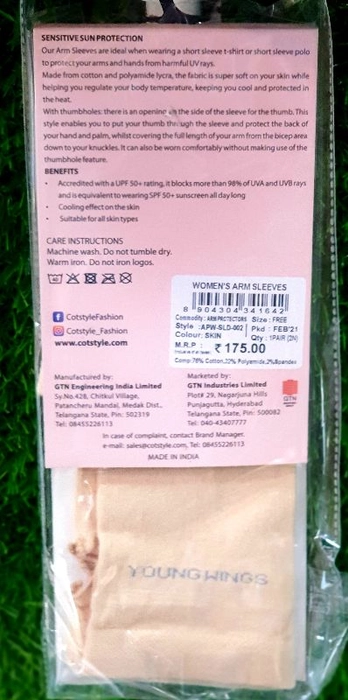 SENSITIVE SUN PROTECTION
Our Arm Sleeves are ideal when wearing a short sleeve t-shirt or short sleeve polo
to protect your arms and hands from harmful UV rays.
Made from cotton and polyamide lycra, the fabric is super soft on your skin while
helping you regulate your body temperature, keeping you cool and protected in
the heat.
With thumbholes: there is an opening on the side of the sleeve for the thumb. This
style enables you to put your thumb through the sleeve and protect the back of
your hand and palm, whilst covering the full length of your arm from the bicep area
down to your knuckles. It can also be worn comfortably without making use of the
thumbhole feature.
BENEFITS
• Accredited with a UPF 50+ rating, it blocks more than 98% of UVA and UVB rays
and is equivalent to wearing SPF 50+ sunscreen all day long
• Cooling effect on the skin
• Suitable for all skin types
CARE INSTRUCTIONS
Machine wash. Do not tumble dry.
Warm iron. Do not iron logos.
CotstyleFashion
Cotstyle_Fashion
www.cotstyle.com
WOMEN'S ARM SLEEVES
8 904304 341642
Commodity: ARM PROTECTORS Size: FREE
Style :APW-SLD-002 Pkd : FEB'21
Colour: SKIN Qty : 1PAIR (2N)
M.R.P : ₹ 175.00
Comp:78% Cotton,20% Polyamide,2%Spandex
Manufactured by:
GTN Engineering India Limited
Sy.No.428, Chitkul Village,
Patancheru Mandal, Medak Dist.,
Telangana State, Pin: 502319
Tel: 08455226113
Marketed by:
GTN Industries Limited
Plot# 29, Nagarjuna Hills
Punjagutta, Hyderabad
Telangana State, Pin: 500082
Tel: 040-43407777
GTN
In case of complaint, contact Brand Manager.
e-mail: sales@cotstyle.com, Tel: 08455226113
MADE IN INDIA
YOUNG WINGS